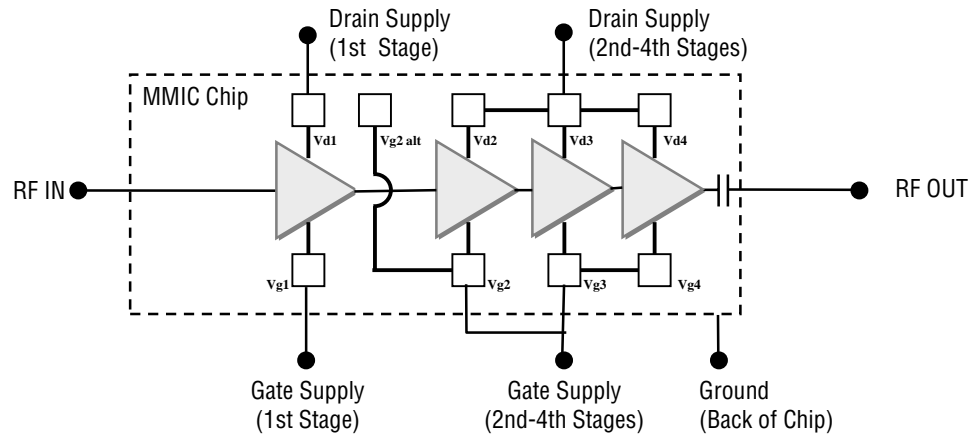 Drain Supply
(1st Stage)
Drain Supply
(2nd-4th Stages)
MMIC Chip
Vd1
Vg2 alt
Vd2
Vd3
Vd4
RF IN
RF OUT
Vg1
Vg2
Vg3
Vg4
Gate Supply
(1st Stage)
Gate Supply
(2nd-4th Stages)
Ground
(Back of Chip)